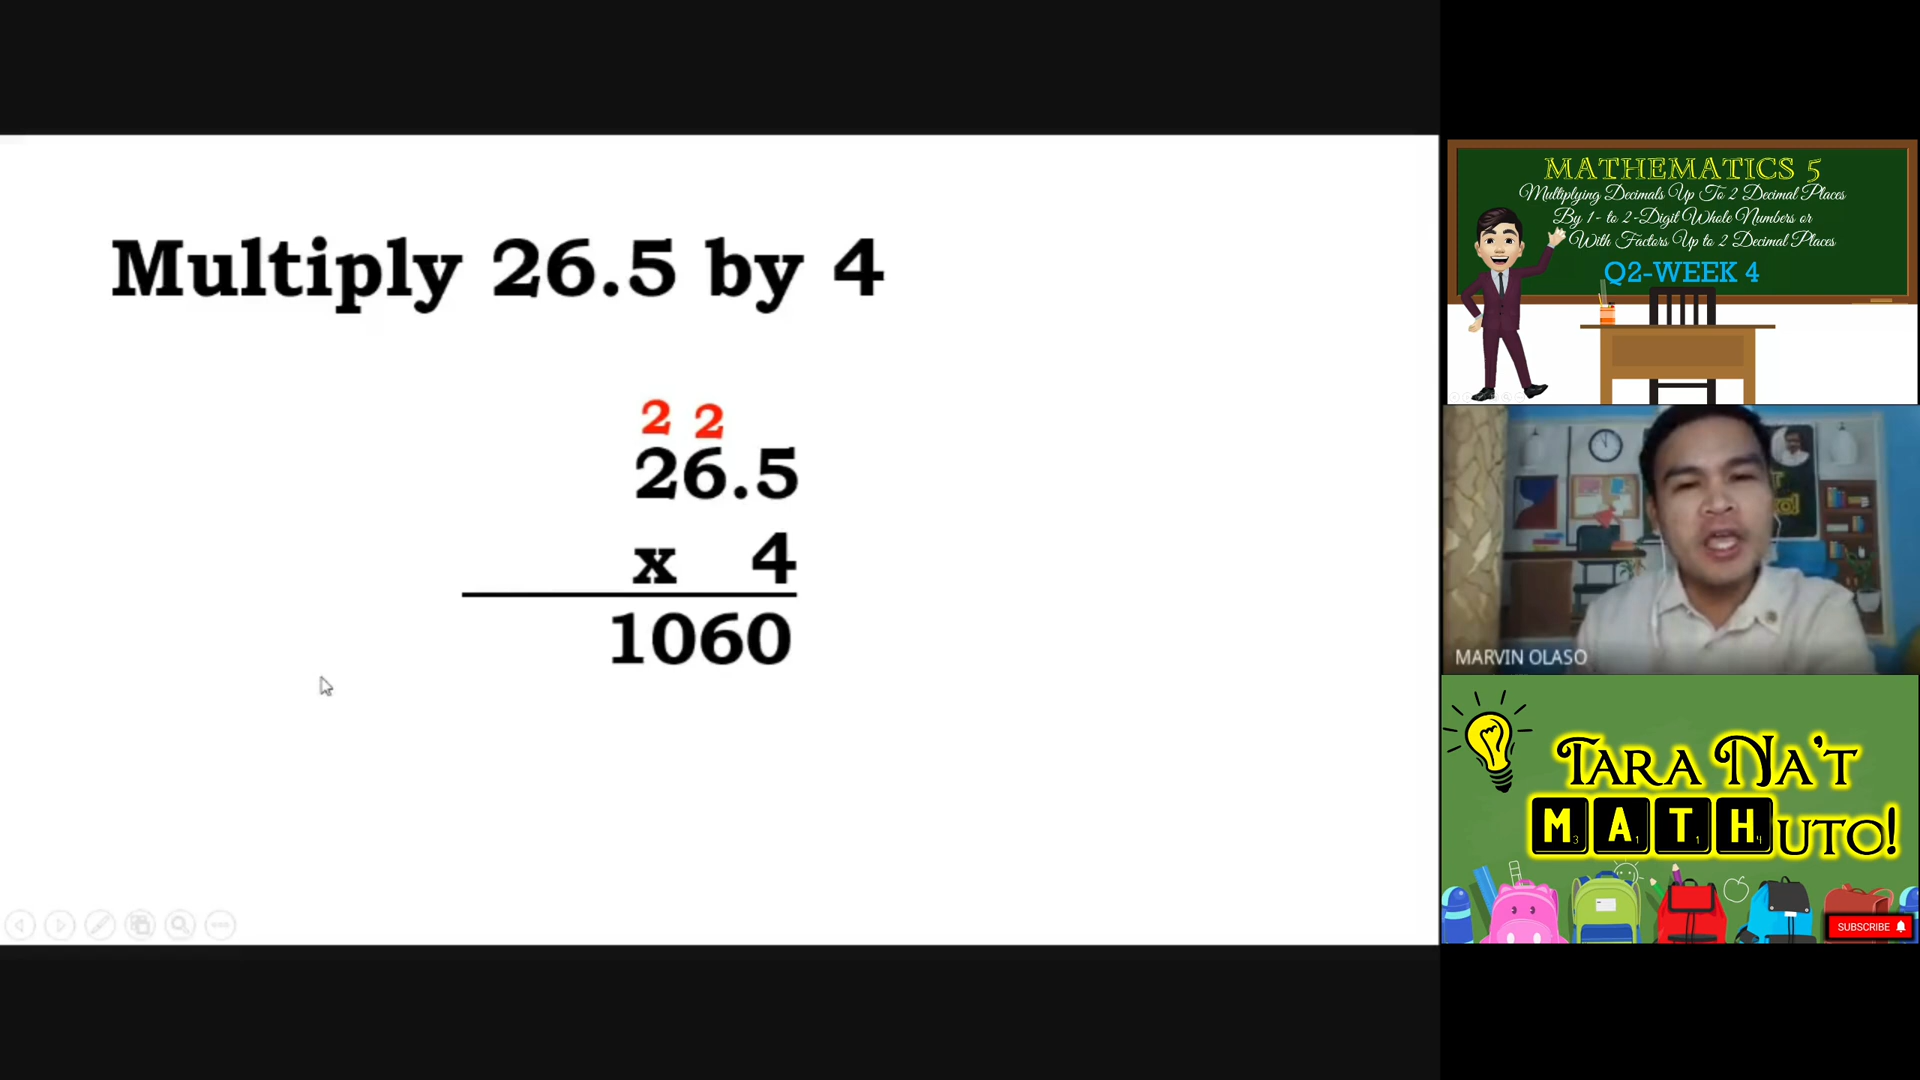 Multiply 26.5 by 4
2 2
26.5
x 4
1060
MATHEMATICS 5
Multiplying Decimals Up To 2 Decimal Places
By 1- to 2-Digit Whole Numbers or
With Factors Up to 2 Decimal Places
Q2-WEEK 4
MARVIN OLASO
TARA NA'T
MATHUTO!
SUBSCRIBE